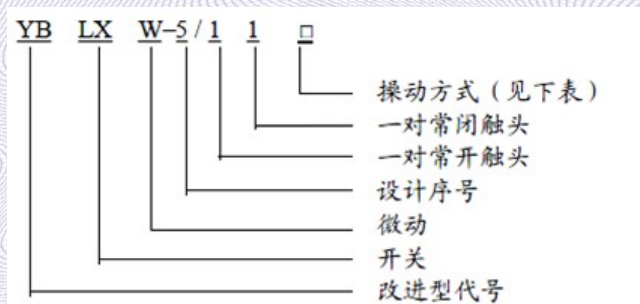 YB LX W–5 / 1 1 □
操动方式（见下表）
一对常闭触头
一对常开触头
设计序号
微动
开关
改进型代号